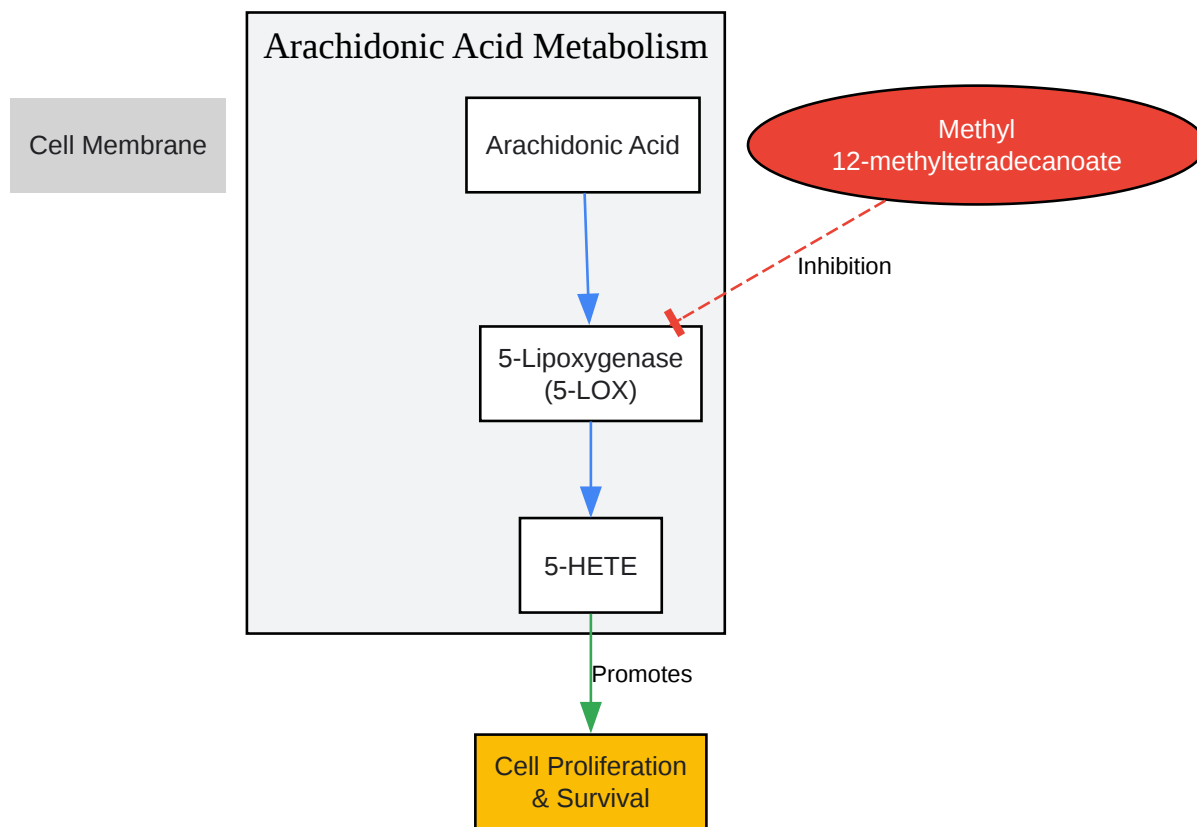 Arachidonic Acid Metabolism
Cell Membrane
Arachidonic Acid
Methyl
12-methyltetradecanoate
Inhibition
5-Lipoxygenase
(5-LOX)
5-HETE
Promotes
Cell Proliferation
& Survival